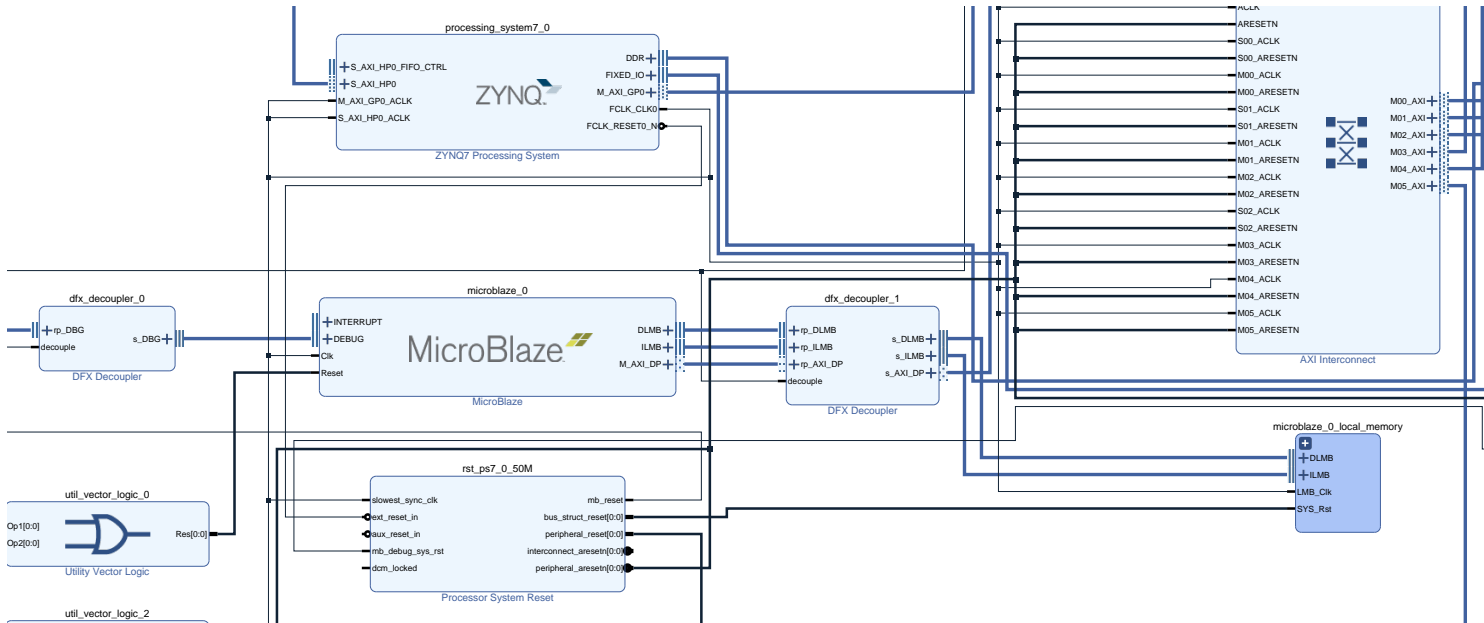 processing_system7_0
S_AXI_HP0_FIFO_CTRL
S_AXI_HP0
M_AXI_GP0_ACLK
S_AXI_HP0_ACLK
ZYNQ
DDR
FIXED_IO
M_AXI_GP0
FCLK_CLK0
FCLK_RESET0_N
ZYNQ7 Processing System
ACLK
ARESETN
S00_ACLK
S00_ARESETN
M00_ACLK
M00_ARESETN
S01_ACLK
S01_ARESETN
M01_ACLK
M01_ARESETN
M02_ACLK
M02_ARESETN
S02_ACLK
S02_ARESETN
M03_ACLK
M03_ARESETN
M04_ACLK
M04_ARESETN
M05_ACLK
M05_ARESETN
M00_AXI
M01_AXI
M02_AXI
M03_AXI
M04_AXI
M05_AXI
AXI Interconnect
dfx_decoupler_0
rp_DBG
decouple
s_DBG
DFX Decoupler
microblaze_0
INTERRUPT
DEBUG
Clk
Reset
MicroBlaze
DLMB
ILMB
M_AXI_DP
MicroBlaze
dfx_decoupler_1
rp_DLMB
rp_ILMB
rp_AXI_DP
decouple
s_DLMB
s_ILMB
s_AXI_DP
DFX Decoupler
microblaze_0_local_memory
DLMB
ILMB
LMB_Clk
SYS_Rst
util_vector_logic_0
Op1[0:0]
Op2[0:0]
Res[0:0]
Utility Vector Logic
rst_ps7_0_50M
slowest_sync_clk
ext_reset_in
aux_reset_in
mb_debug_sys_rst
dcm_locked
mb_reset
bus_struct_reset[0:0]
peripheral_reset[0:0]
interconnect_aresetn[0:0]
peripheral_aresetn[0:0]
Processor System Reset
util_vector_logic_2